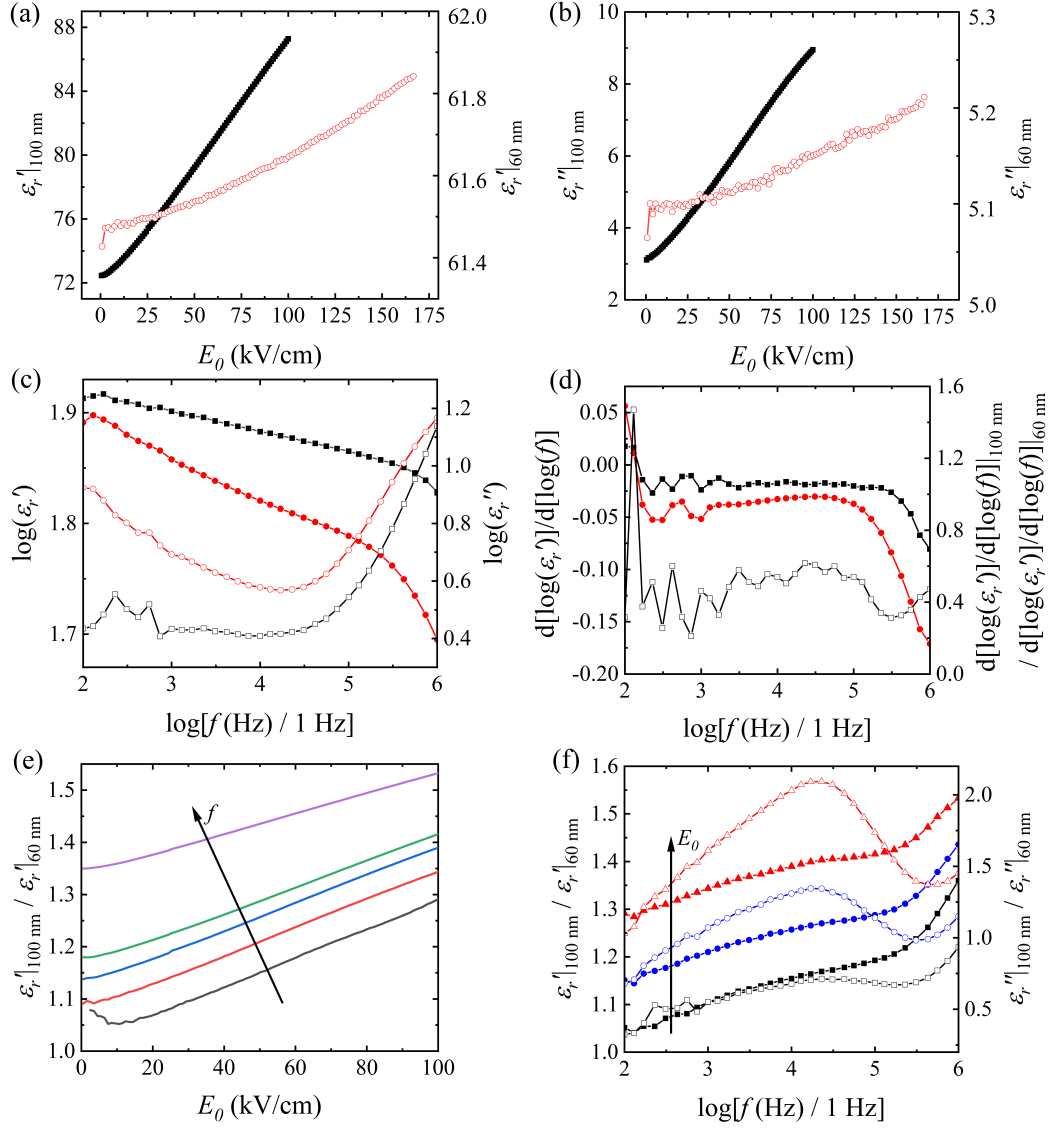 (a)
88
84
80
76
72
62.0
61.8
61.6
61.4
0 25 50 75 100 125 150 175
εr′|100 nm
εr′|60 nm
E0 (kV/cm)
(b)
10
8
6
4
2
5.3
5.2
5.1
5.0
0 25 50 75 100 125 150 175
εr″|100 nm
εr″|60 nm
E0 (kV/cm)
(c)
1.9
1.8
1.7
1.2
1.0
0.8
0.6
0.4
2 3 4 5 6
log(εr′)
log(εr″)
log[f (Hz) / 1 Hz]
(d)
0.05
0.00
-0.05
-0.10
-0.15
-0.20
1.6
1.2
0.8
0.4
0.0
2 3 4 5 6
d[log(εr′)]/d[log(f)]
d[log(εr′)]/d[log(f)]|100 nm
/ d[log(εr′)]/d[log(f)]|60 nm
log[f (Hz) / 1 Hz]
(e)
1.5
1.4
1.3
1.2
1.1
1.0
f
0 20 40 60 80 100
εr′|100 nm / εr′|60 nm
E0 (kV/cm)
(f)
1.6
1.5
1.4
1.3
1.2
1.1
1.0
2.0
1.5
1.0
0.5
E0
2 3 4 5 6
εr′|100 nm / εr′|60 nm
εr″|100 nm / εr″|60 nm
log[f (Hz) / 1 Hz]